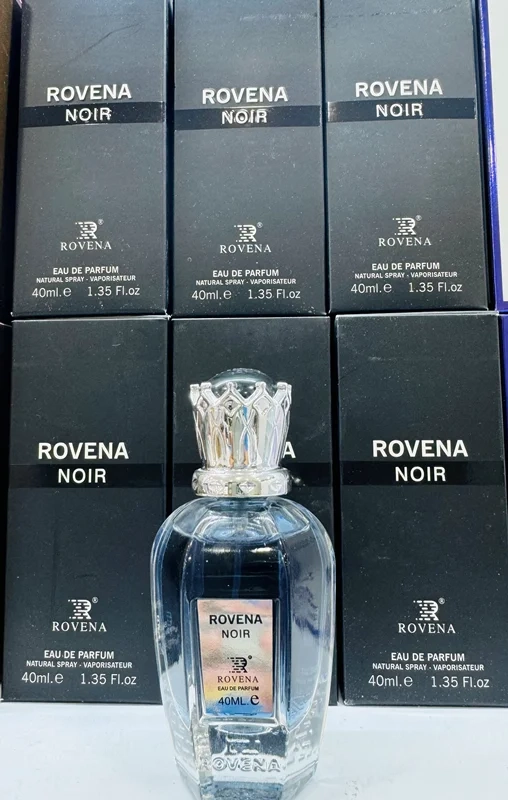 ROVENA
NOIR
R®
ROVENA
EAU DE PARFUM
NATURAL SPRAY - VAPORISATEUR
40ml.e 1.35 Fl.oz
ROVENA
NOIR
R®
ROVENA
EAU DE PARFUM
NATURAL SPRAY - VAPORISATEUR
40ml.e 1.35 Fl.oz
ROVENA
NOIR
R®
ROVENA
EAU DE PARFUM
NATURAL SPRAY - VAPORISATEUR
40ml.e 1.35 Fl.oz
ROVENA
NOIR
R®
ROVENA
EAU DE PARFUM
NATURAL SPRAY - VAPORISATEUR
40ml.e 1.35 Fl.oz
A
ROVENA
NOIR
R®
ROVENA
EAU DE PARFUM
NATURAL SPRAY - VAPORISATEUR
40ml.e 1.35 Fl.oz
ROVENA
NOIR
R®
ROVENA
EAU DE PARFUM
40ML.e
ROVENA